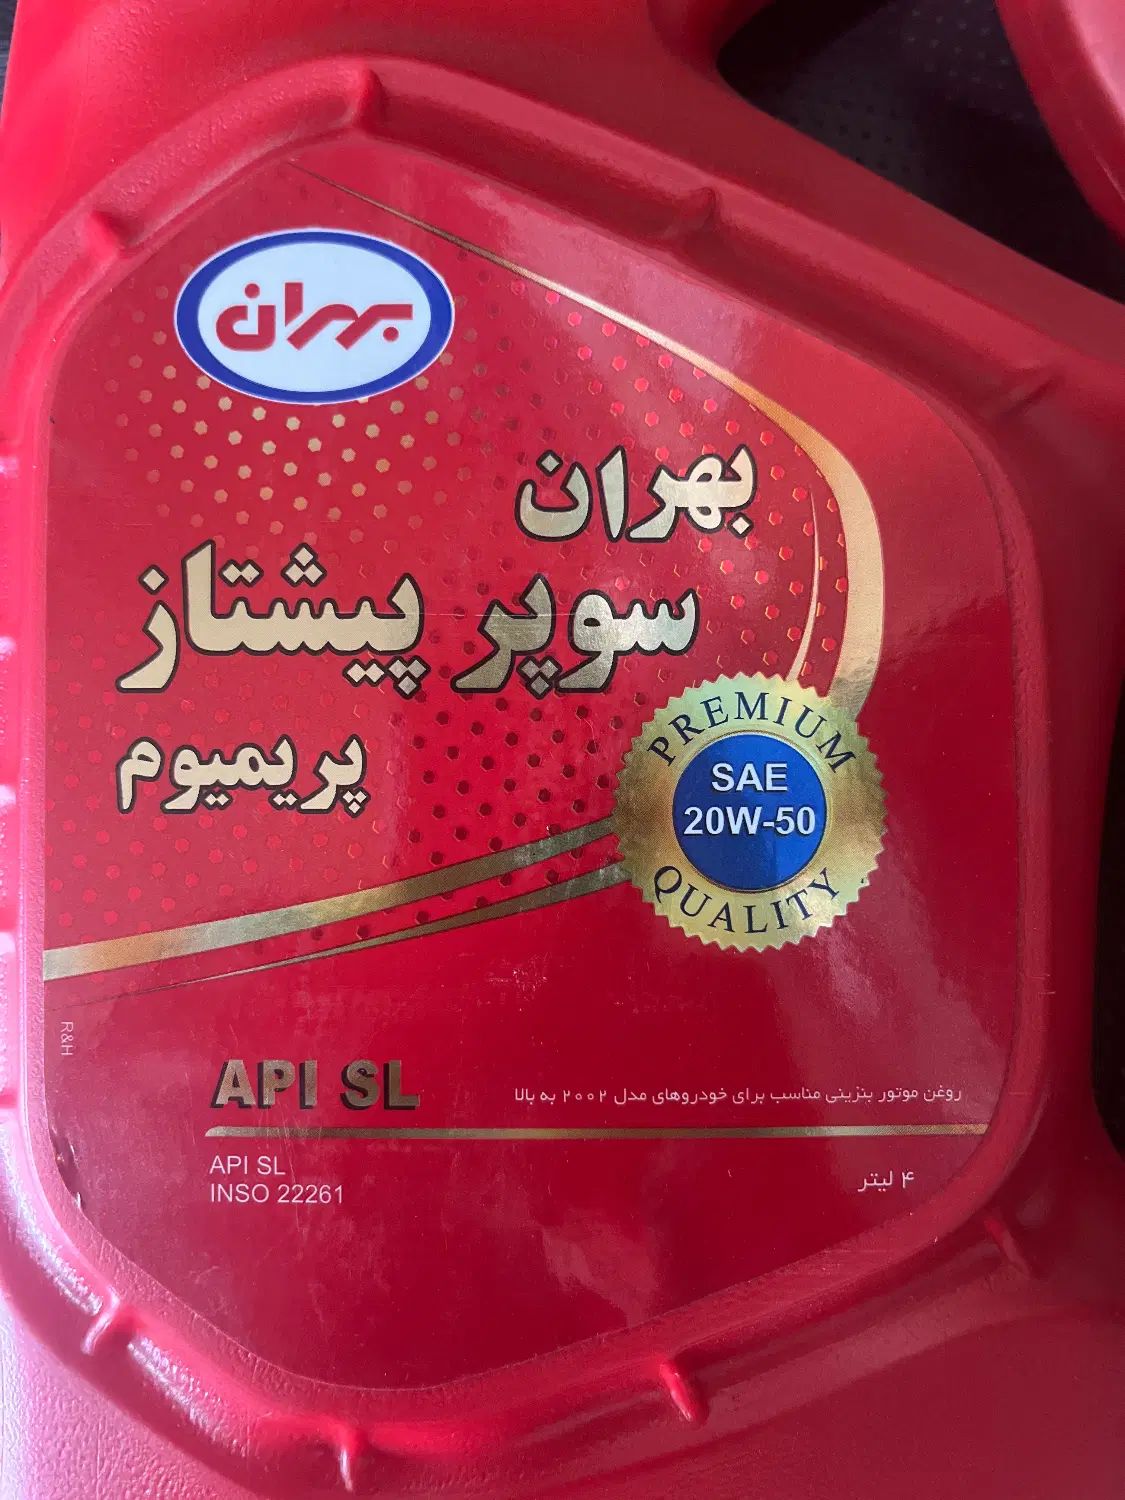 بهران
بهران
سوپر پیشتاز
پریمیوم
PREMIUM
SAE
20W-50
QUALITY
R&H
API SL
روغن موتور بنزینی مناسب برای خودروهای مدل ۲۰۰۲ به بالا
API SL
INSO 22261
۴ لیتر